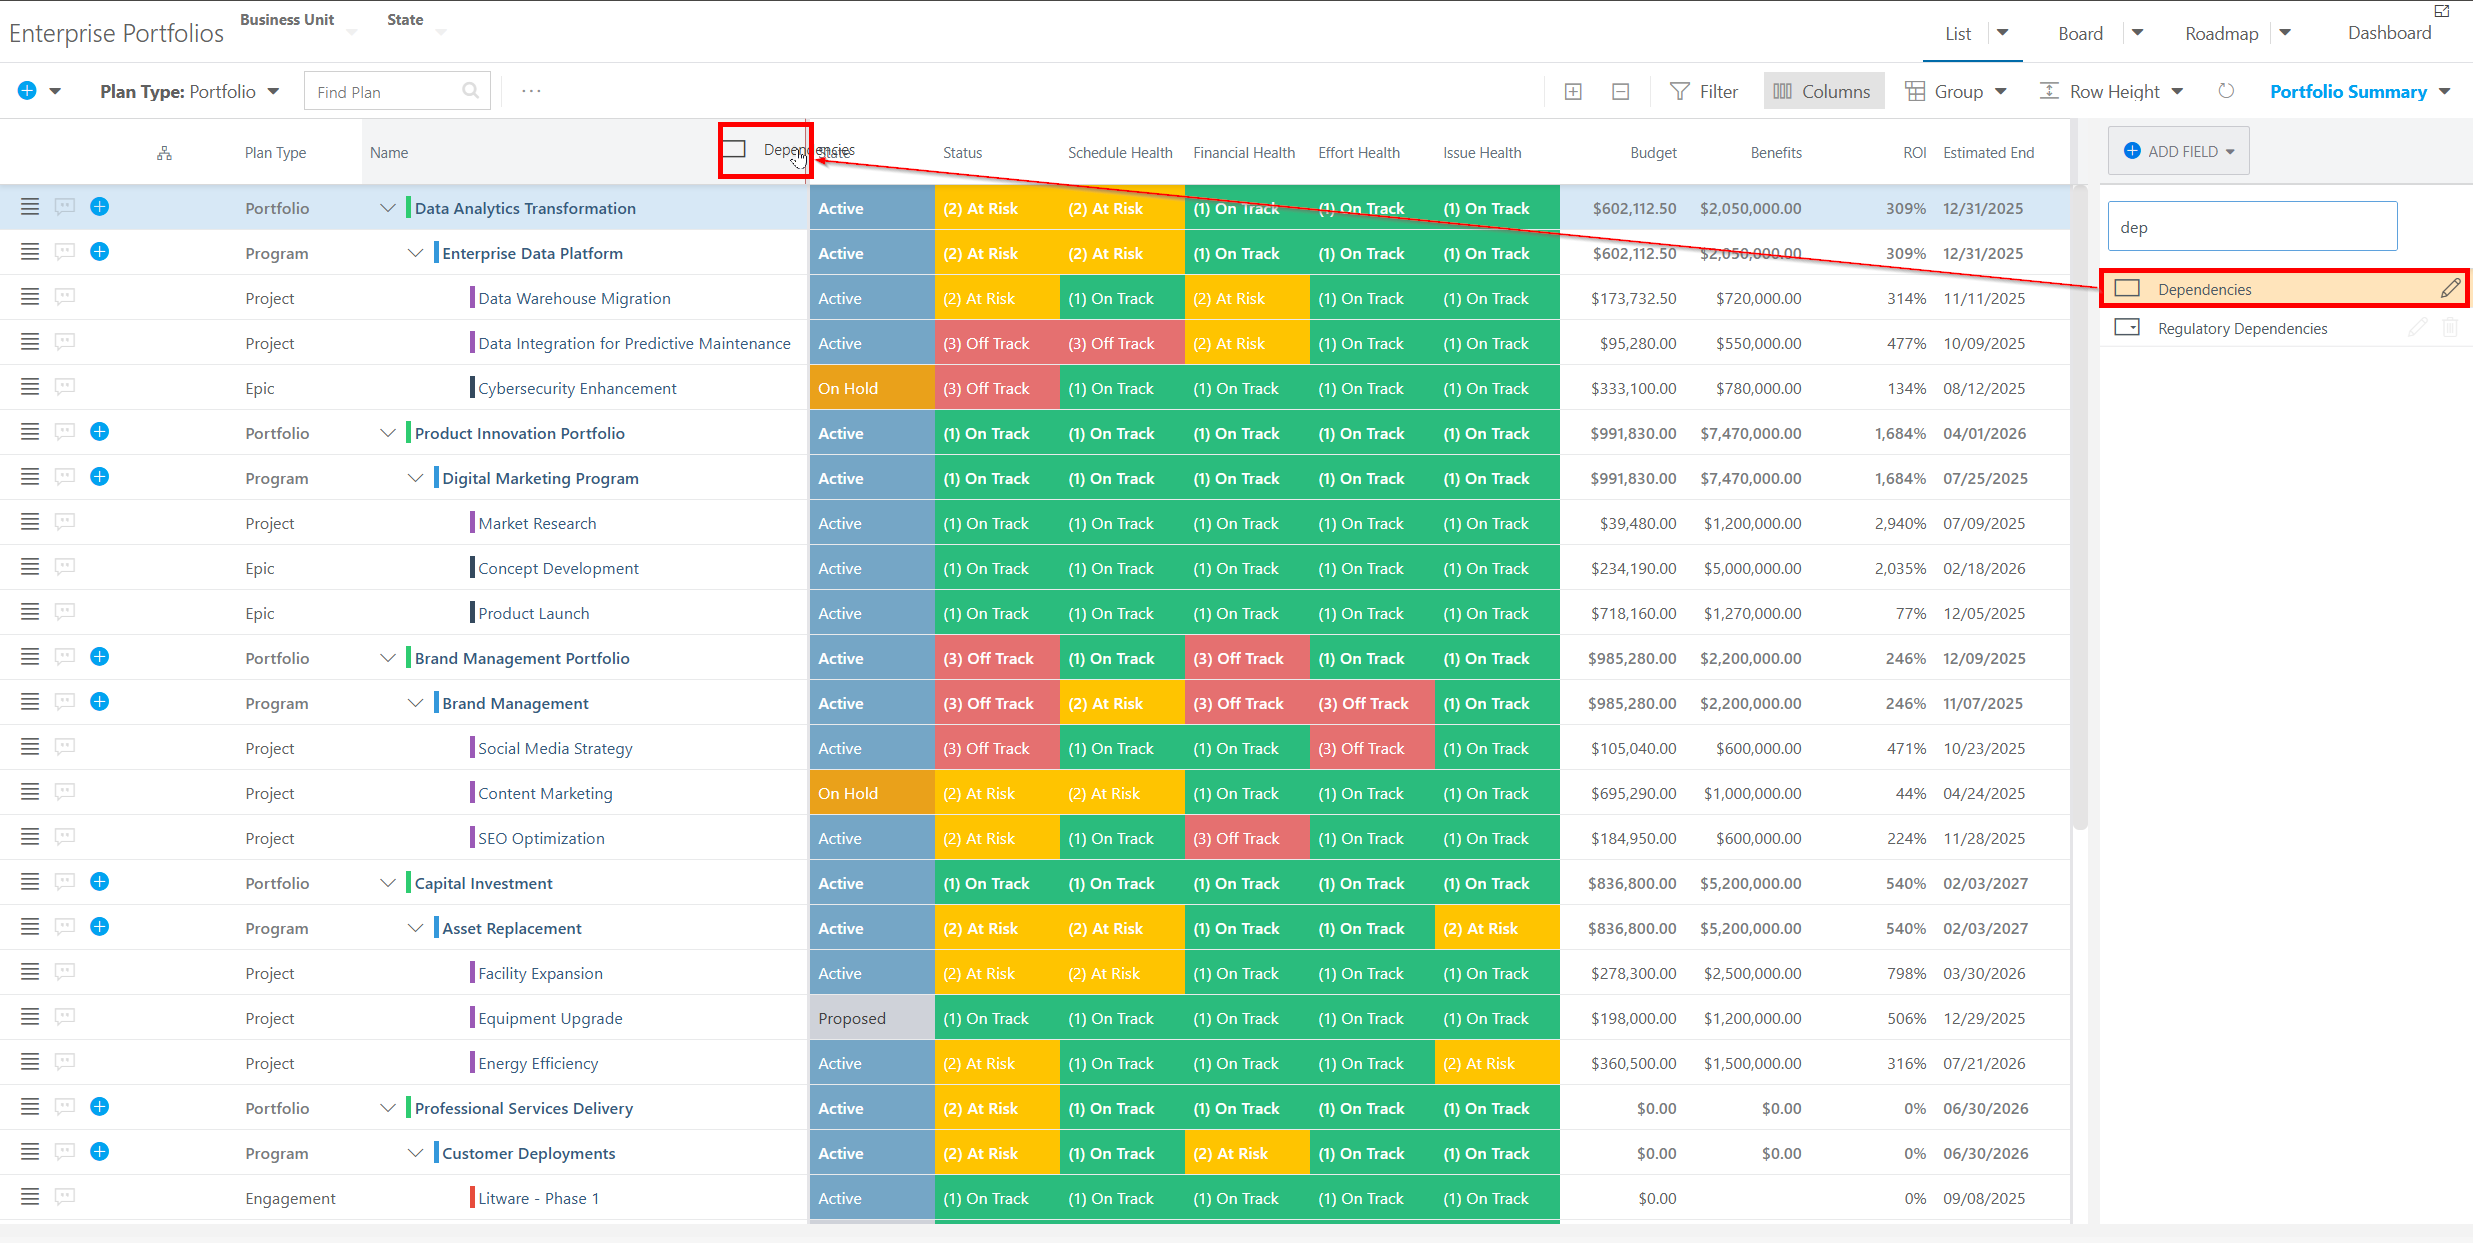 Enterprise Portfolios Business Unit State List Board Roadmap Dashboard
Plan Type: Portfolio Find Plan ... Filter Columns Group Row Height Portfolio Summary
Plan Type Name Dependencies State Status Schedule Health Financial Health Effort Health Issue Health Budget Benefits ROI Estimated End
ADD FIELD
dep
Dependencies
Regulatory Dependencies
Portfolio Data Analytics Transformation Active (2) At Risk (2) At Risk (1) On Track (1) On Track (1) On Track $602,112.50 $2,050,000.00 309% 12/31/2025
Program Enterprise Data Platform Active (2) At Risk (2) At Risk (1) On Track (1) On Track (1) On Track $602,112.50 $2,050,000.00 309% 12/31/2025
Project Data Warehouse Migration Active (2) At Risk (1) On Track (2) At Risk (1) On Track (1) On Track $173,732.50 $720,000.00 314% 11/11/2025
Project Data Integration for Predictive Maintenance Active (3) Off Track (3) Off Track (2) At Risk (1) On Track (1) On Track $95,280.00 $550,000.00 477% 10/09/2025
Epic Cybersecurity Enhancement On Hold (3) Off Track (1) On Track (1) On Track (1) On Track (1) On Track $333,100.00 $780,000.00 134% 08/12/2025
Portfolio Product Innovation Portfolio Active (1) On Track (1) On Track (1) On Track (1) On Track (1) On Track $991,830.00 $7,470,000.00 1,684% 04/01/2026
Program Digital Marketing Program Active (1) On Track (1) On Track (1) On Track (1) On Track (1) On Track $991,830.00 $7,470,000.00 1,684% 07/25/2025
Project Market Research Active (1) On Track (1) On Track (1) On Track (1) On Track (1) On Track $39,480.00 $1,200,000.00 2,940% 07/09/2025
Epic Concept Development Active (1) On Track (1) On Track (1) On Track (1) On Track (1) On Track $234,190.00 $5,000,000.00 2,035% 02/18/2026
Epic Product Launch Active (1) On Track (1) On Track (1) On Track (1) On Track (1) On Track $718,160.00 $1,270,000.00 77% 12/05/2025
Portfolio Brand Management Portfolio Active (3) Off Track (1) On Track (3) Off Track (1) On Track (1) On Track $985,280.00 $2,200,000.00 246% 12/09/2025
Program Brand Management Active (3) Off Track (2) At Risk (3) Off Track (3) Off Track (1) On Track $985,280.00 $2,200,000.00 246% 11/07/2025
Project Social Media Strategy Active (3) Off Track (1) On Track (1) On Track (3) Off Track (1) On Track $105,040.00 $600,000.00 471% 10/23/2025
Project Content Marketing On Hold (2) At Risk (2) At Risk (1) On Track (1) On Track (1) On Track $695,290.00 $1,000,000.00 44% 04/24/2025
Project SEO Optimization Active (2) At Risk (1) On Track (3) Off Track (1) On Track (1) On Track $184,950.00 $600,000.00 224% 11/28/2025
Portfolio Capital Investment Active (1) On Track (1) On Track (1) On Track (1) On Track (1) On Track $836,800.00 $5,200,000.00 540% 02/03/2027
Program Asset Replacement Active (2) At Risk (2) At Risk (1) On Track (1) On Track (2) At Risk $836,800.00 $5,200,000.00 540% 02/03/2027
Project Facility Expansion Active (2) At Risk (2) At Risk (1) On Track (1) On Track (1) On Track $278,300.00 $2,500,000.00 798% 03/30/2026
Project Equipment Upgrade Proposed (1) On Track (1) On Track (1) On Track (1) On Track (1) On Track $198,000.00 $1,200,000.00 506% 12/29/2025
Project Energy Efficiency Active (2) At Risk (1) On Track (1) On Track (1) On Track (2) At Risk $360,500.00 $1,500,000.00 316% 07/21/2026
Portfolio Professional Services Delivery Active (2) At Risk (1) On Track (1) On Track (1) On Track (1) On Track $0.00 $0.00 0% 06/30/2026
Program Customer Deployments Active (2) At Risk (1) On Track (2) At Risk (1) On Track (1) On Track $0.00 $0.00 0% 06/30/2026
Engagement Litware - Phase 1 Active (1) On Track (1) On Track (1) On Track (1) On Track (1) On Track $0.00 0% 09/08/2025